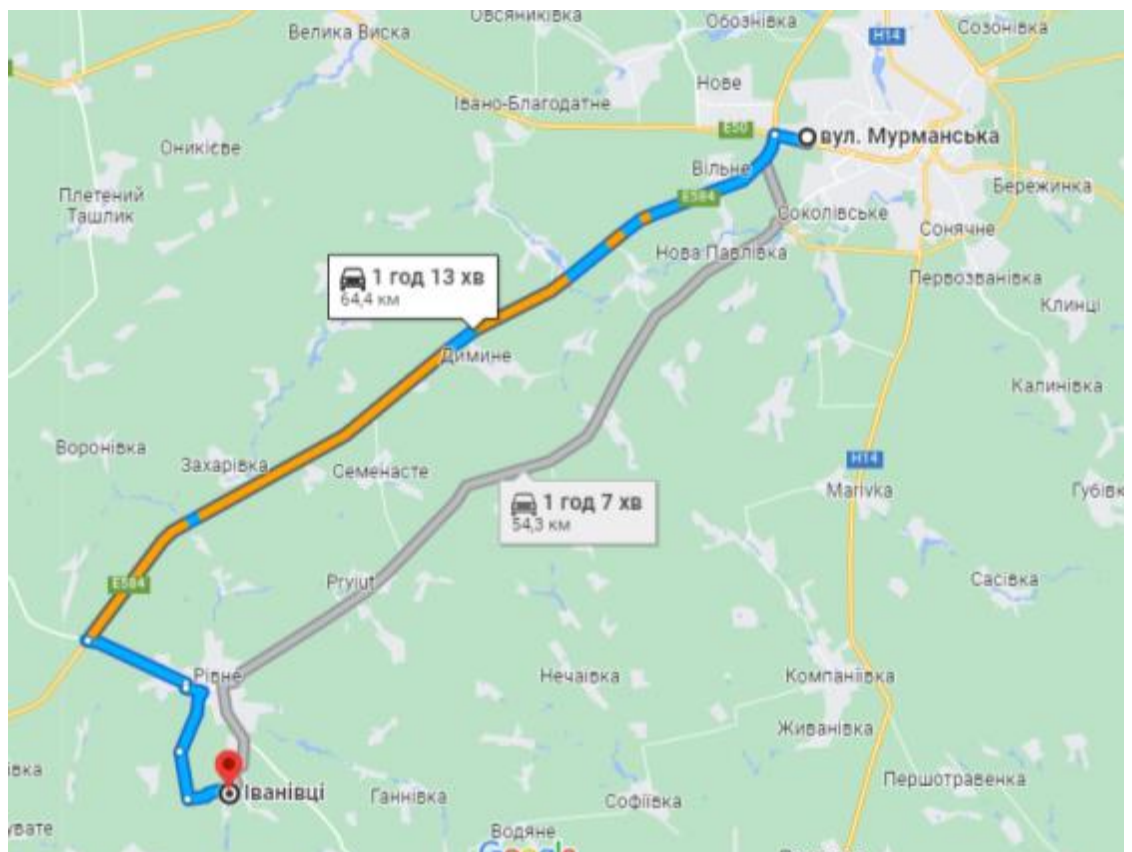 Овсяниківка
Обознівка
Велика Виска
H14
Созонівка
Нове
Івано-Благодатне
E50
вул. Мурманська
Оникієве
Вільне
Плетений
Ташлик
E584
Бережинка
Соколівське
Сонячне
Нова Павлівка
1 год 13 хв
64,4 км
Первозванівка
Клинці
Димине
Калинівка
Воронівка
Захарівка
Семенасте
H14
1 год 7 хв
54,3 км
Marivka
Губівк
E584
Pryiut
Сасівка
Рівне
Нечаівка
Компаніївка
Живанівка
івка
Іванівці
Ганнівка
Софіївка
Першотравенка
увате
Водяне
Google